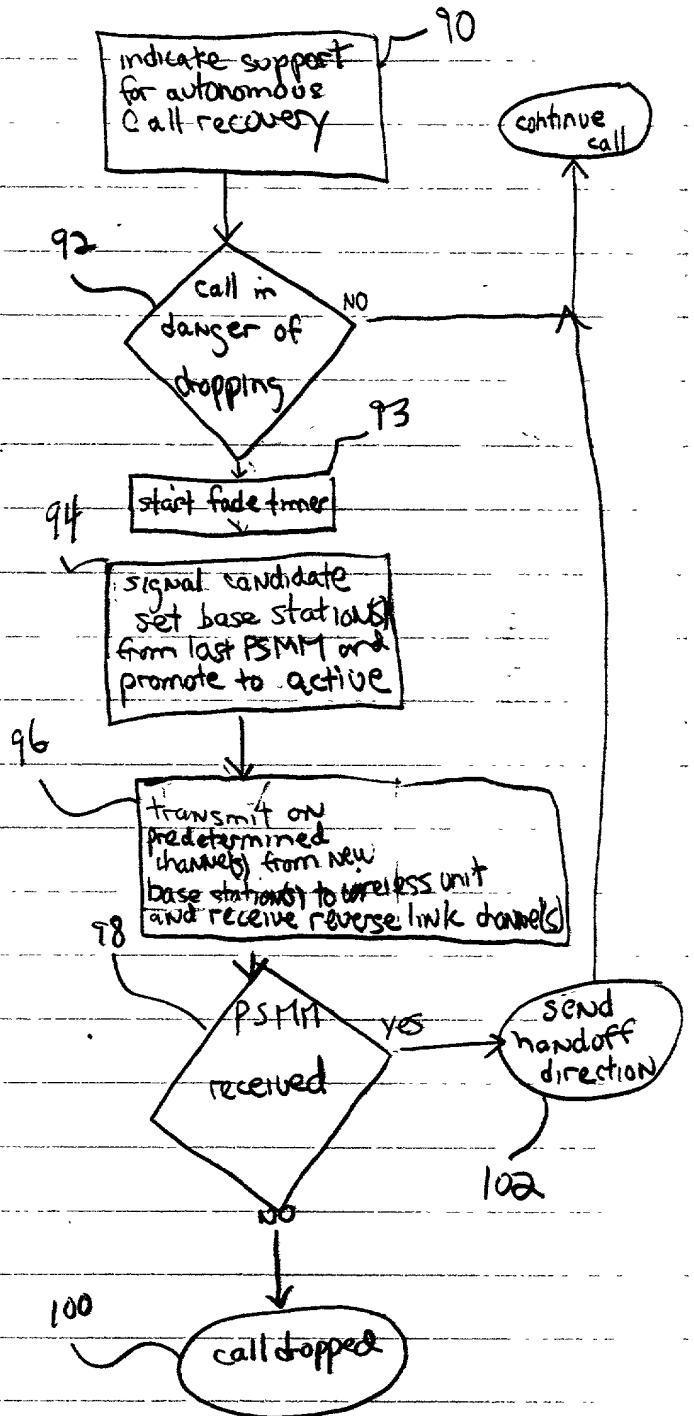 90
indicate support
for autonomous
Call recovery
continue
call
92
call in
danger of
dropping
NO
93
start fade timer
94
signal candidate
set base station(s)
from last PSMM and
promote to active
96
transmit on
predetermined
channel(s) from new
base station(s) to wireless unit
and receive reverse link channel(s)
98
PSMM
received
yes
send
handoff
direction
102
NO
100
call dropped